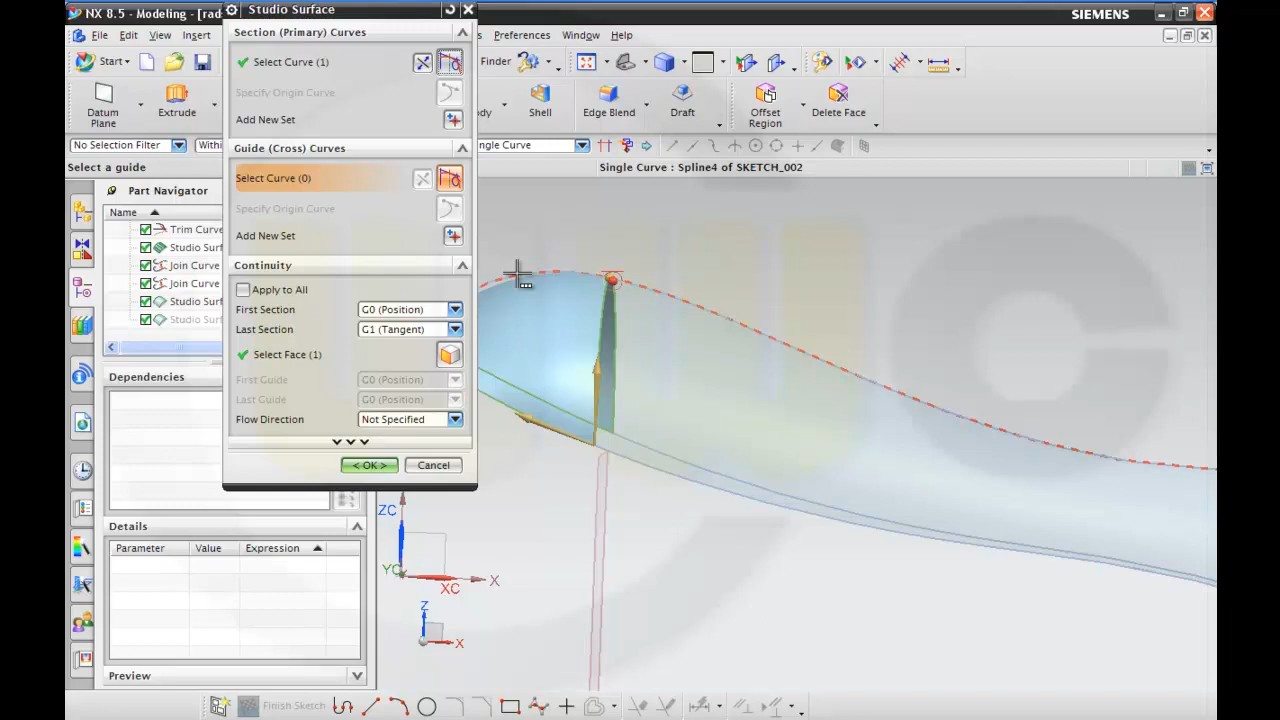 NX 8.5 - Modeling - [rad
SIEMENS
File Edit View Insert
Preferences Window Help
Start
Finder
Datum Plane
Extrude
Shell
Edge Blend
Draft
Offset Region
Delete Face
No Selection Filter
Single Curve : Spline4 of SKETCH_002
Select a guide
Part Navigator
Name
Trim Curve
Studio Surf
Join Curve
Join Curve
Studio Surf
Studio Surf
Dependencies
Details
Parameter Value Expression
Preview
Studio Surface
Section (Primary) Curves
Select Curve (1)
Specify Origin Curve
Add New Set
Guide (Cross) Curves
Select Curve (0)
Specify Origin Curve
Add New Set
Continuity
Apply to All
First Section G0 (Position)
Last Section G1 (Tangent)
Select Face (1)
First Guide G0 (Position)
Last Guide G0 (Position)
Flow Direction Not Specified
< OK > Cancel
ZC
YC
XC
X
Z
X
Finish Sketch